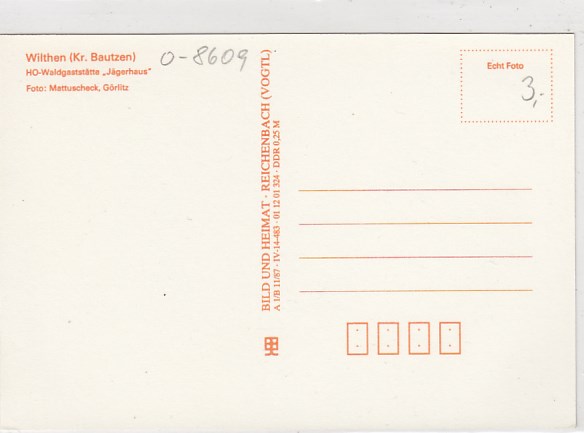 Wilthen (Kr. Bautzen)
HO-Waldgaststätte „Jägerhaus"
Foto: Mattuscheck, Görlitz
O-8609
BILD UND HEIMAT · REICHENBACH (VOGTL)
A 1/B 11/87 · IV-14-483 · 01 12 01 324 · DDR 0,25 M
Echt Foto
3,-